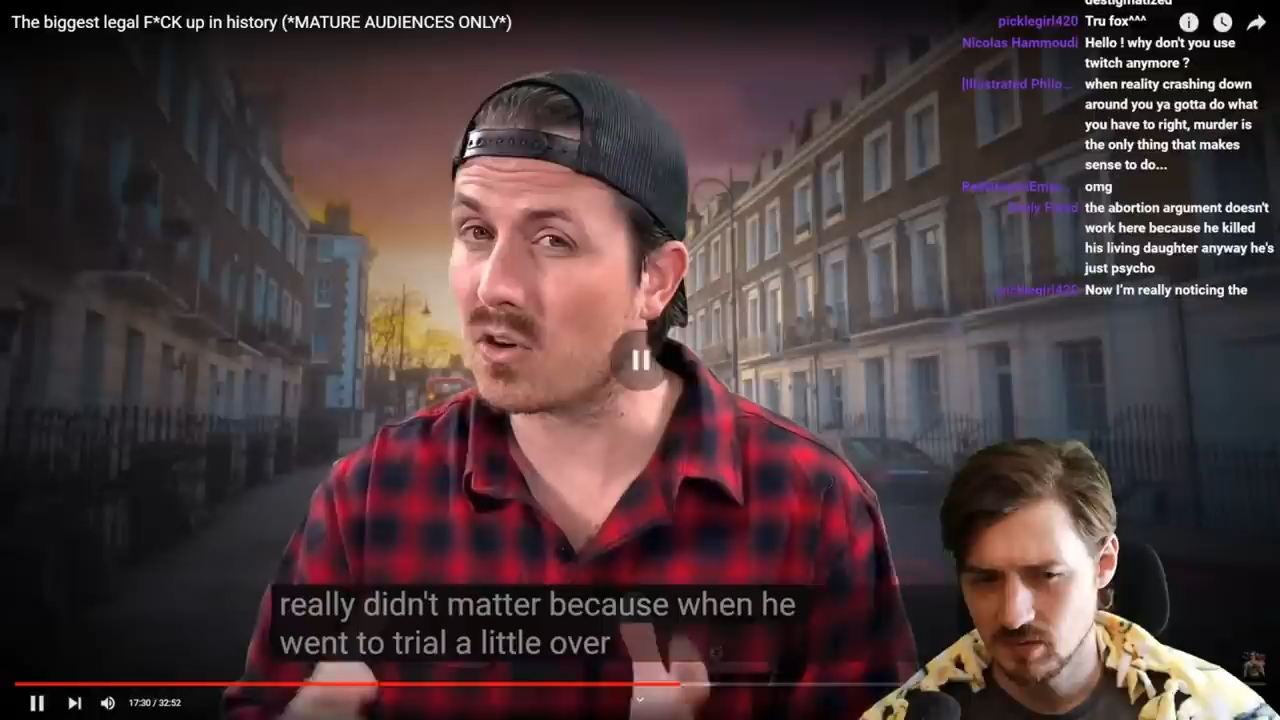 The biggest legal F*CK up in history (*MATURE AUDIENCES ONLY*)
destigmatized
picklegirl420 Tru fox^^^
Nicolas Hammoudi Hello ! why don't you use
twitch anymore ?
[Illustrated Philo... when reality crashing down
around you ya gotta do what
you have to right, murder is
the only thing that makes
sense to do...
omg
the abortion argument doesn't
work here because he killed
his living daughter anyway he's
just psycho
picklegirl420 Now I'm really noticing the
really didn't matter because when he
went to trial a little over
17:30 / 32:52